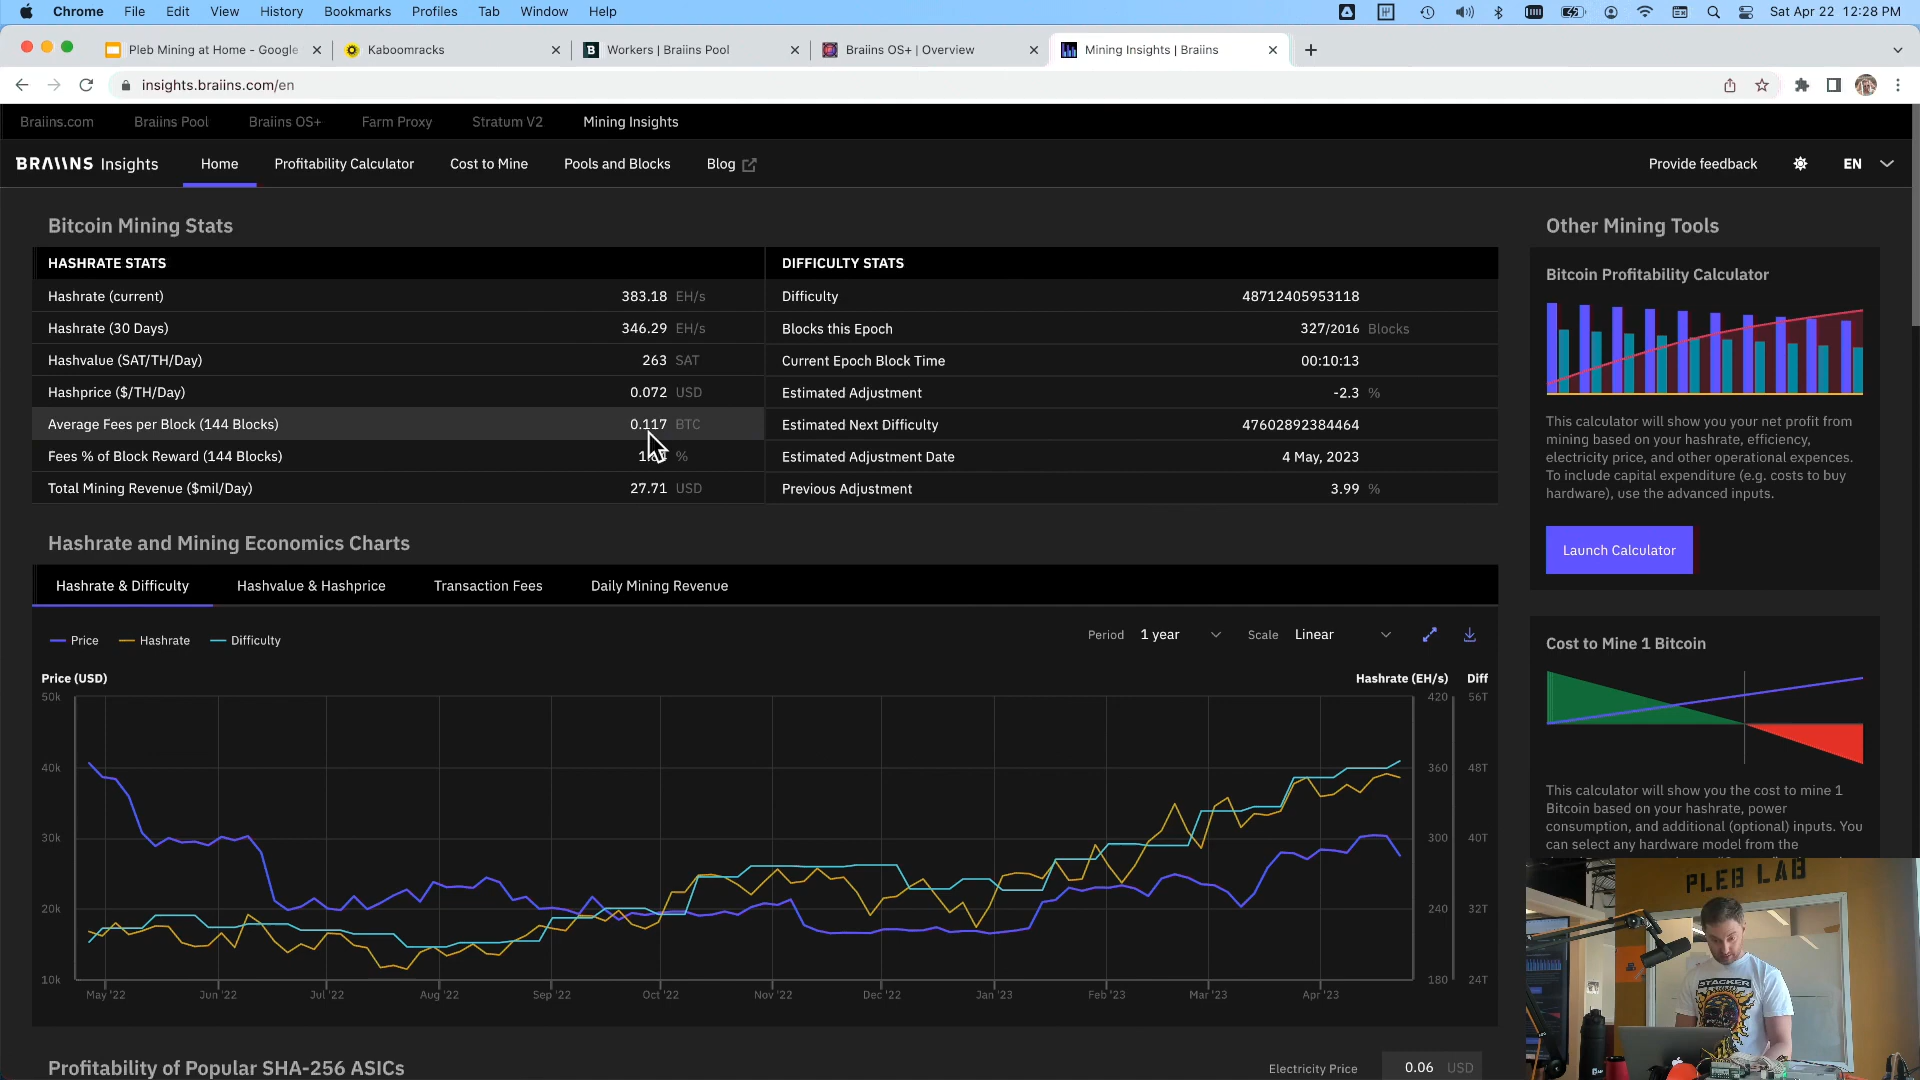 Chrome File Edit View History Bookmarks Profiles Tab Window Help Sat Apr 22 12:28 PM
Pleb Mining at Home - Google Kaboomracks Workers | Braiins Pool Braiins OS+ | Overview Mining Insights | Braiins
insights.braiins.com/en
Braiins.com Braiins Pool Braiins OS+ Farm Proxy Stratum V2 Mining Insights
BRAIINS Insights Home Profitability Calculator Cost to Mine Pools and Blocks Blog Provide feedback EN
Bitcoin Mining Stats
HASHRATE STATS
Hashrate (current) 383.18 EH/s
Hashrate (30 Days) 346.29 EH/s
Hashvalue (SAT/TH/Day) 263 SAT
Hashprice ($/TH/Day) 0.072 USD
Average Fees per Block (144 Blocks) 0.117 BTC
Fees % of Block Reward (144 Blocks) %
Total Mining Revenue ($mil/Day) 27.71 USD
DIFFICULTY STATS
Difficulty 48712405953118
Blocks this Epoch 327/2016 Blocks
Current Epoch Block Time 00:10:13
Estimated Adjustment -2.3 %
Estimated Next Difficulty 47602892384464
Estimated Adjustment Date 4 May, 2023
Previous Adjustment 3.99 %
Other Mining Tools
Bitcoin Profitability Calculator
This calculator will show you your net profit from
mining based on your hashrate, efficiency,
electricity price, and other operational expences.
To include capital expenditure (e.g. costs to buy
hardware), use the advanced inputs.
Launch Calculator
Hashrate and Mining Economics Charts
Hashrate & Difficulty Hashvalue & Hashprice Transaction Fees Daily Mining Revenue
Price Hashrate Difficulty
Period 1 year Scale Linear
Price (USD) Hashrate (EH/s) Diff
50k 420 56T
40k 360 48T
30k 300 40T
20k 240 32T
10k 180 24T
May '22 Jun '22 Jul '22 Aug '22 Sep '22 Oct '22 Nov '22 Dec '22 Jan '23 Feb '23 Mar '23 Apr '23
Cost to Mine 1 Bitcoin
This calculator will show you the cost to mine 1
Bitcoin based on your hashrate, power
consumption, and additional (optional) inputs. You
can select any hardware model from the
PLEB LAB
STACKER
Profitability of Popular SHA-256 ASICs
Electricity Price 0.06 USD